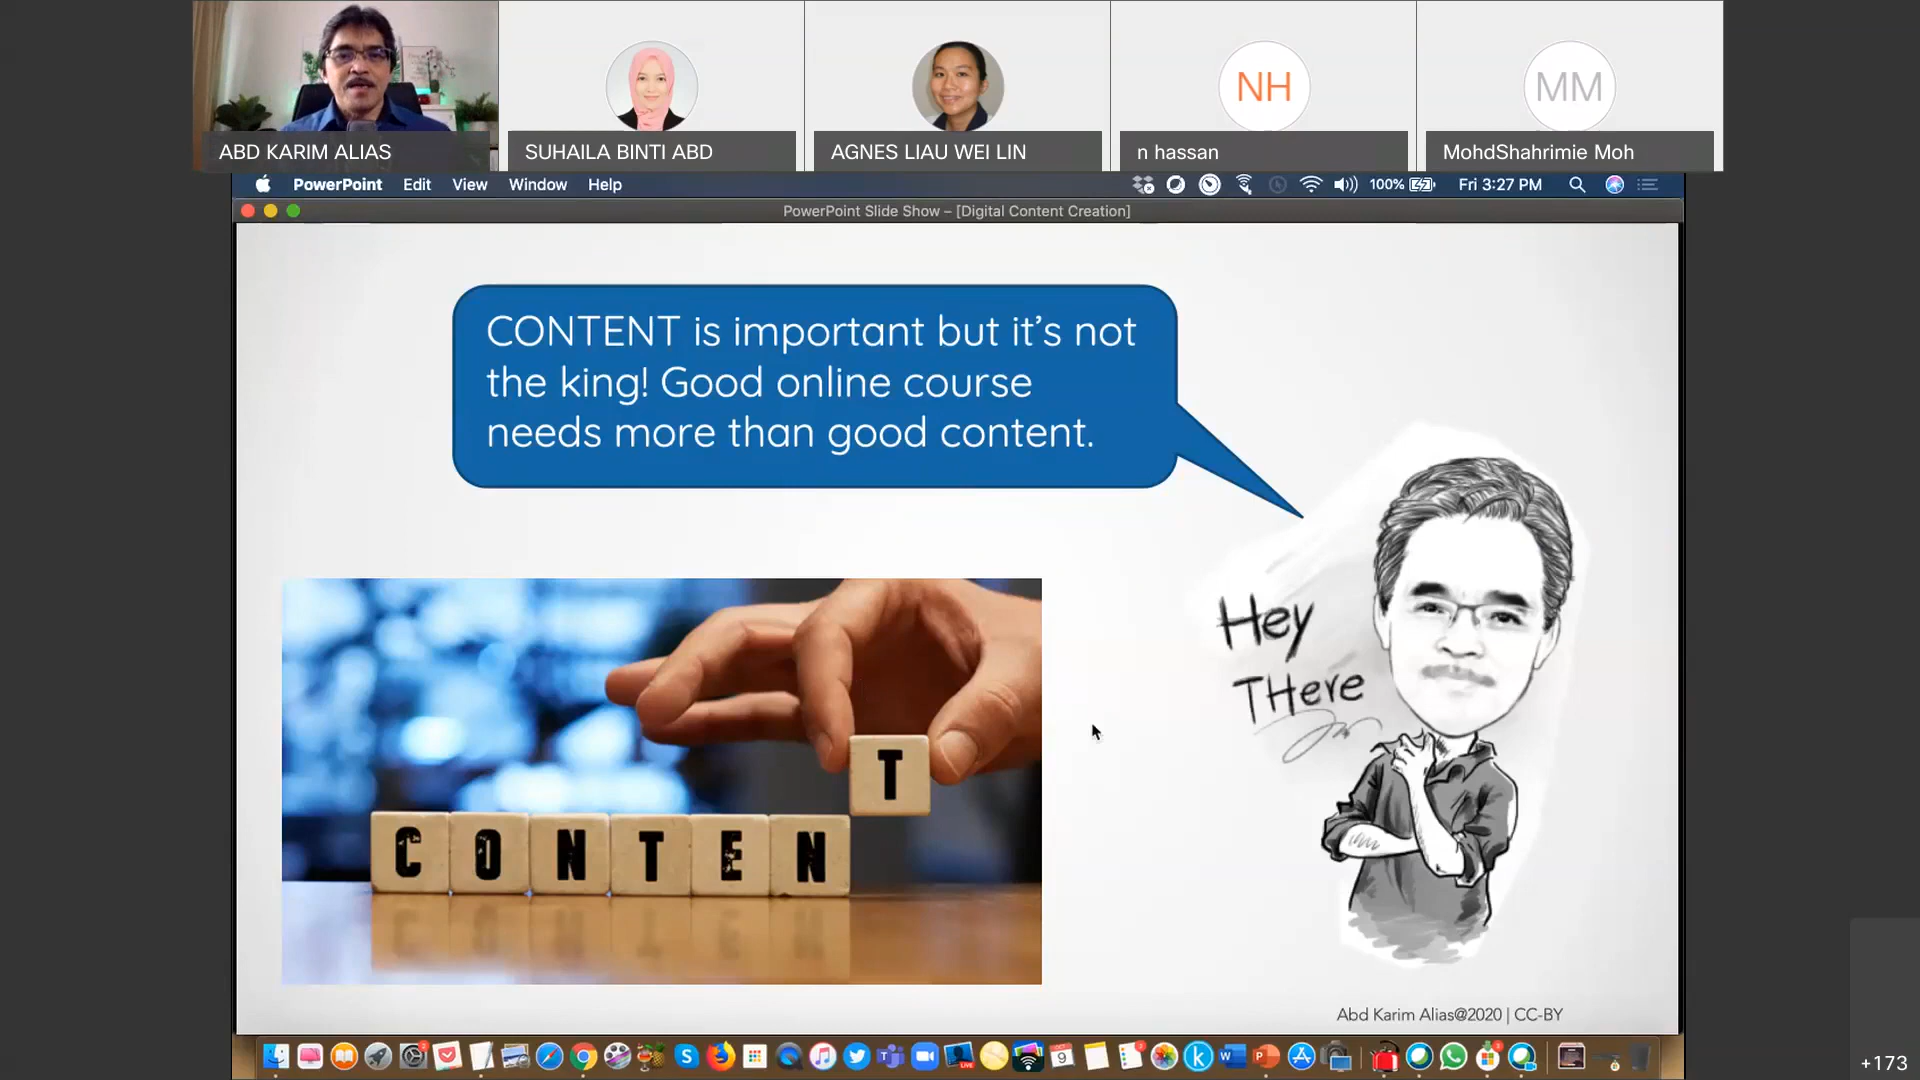 ABD KARIM ALIAS
SUHAILA BINTI ABD
AGNES LIAU WEI LIN
NH
n hassan
MM
MohdShahrimie Moh
PowerPoint Edit View Window Help
100% Fri 3:27 PM
PowerPoint Slide Show – [Digital Content Creation]
CONTENT is important but it's not
the king! Good online course
needs more than good content.
Hey
THere
T
CONTEN
Abd Karim Alias@2020 | CC-BY
+173